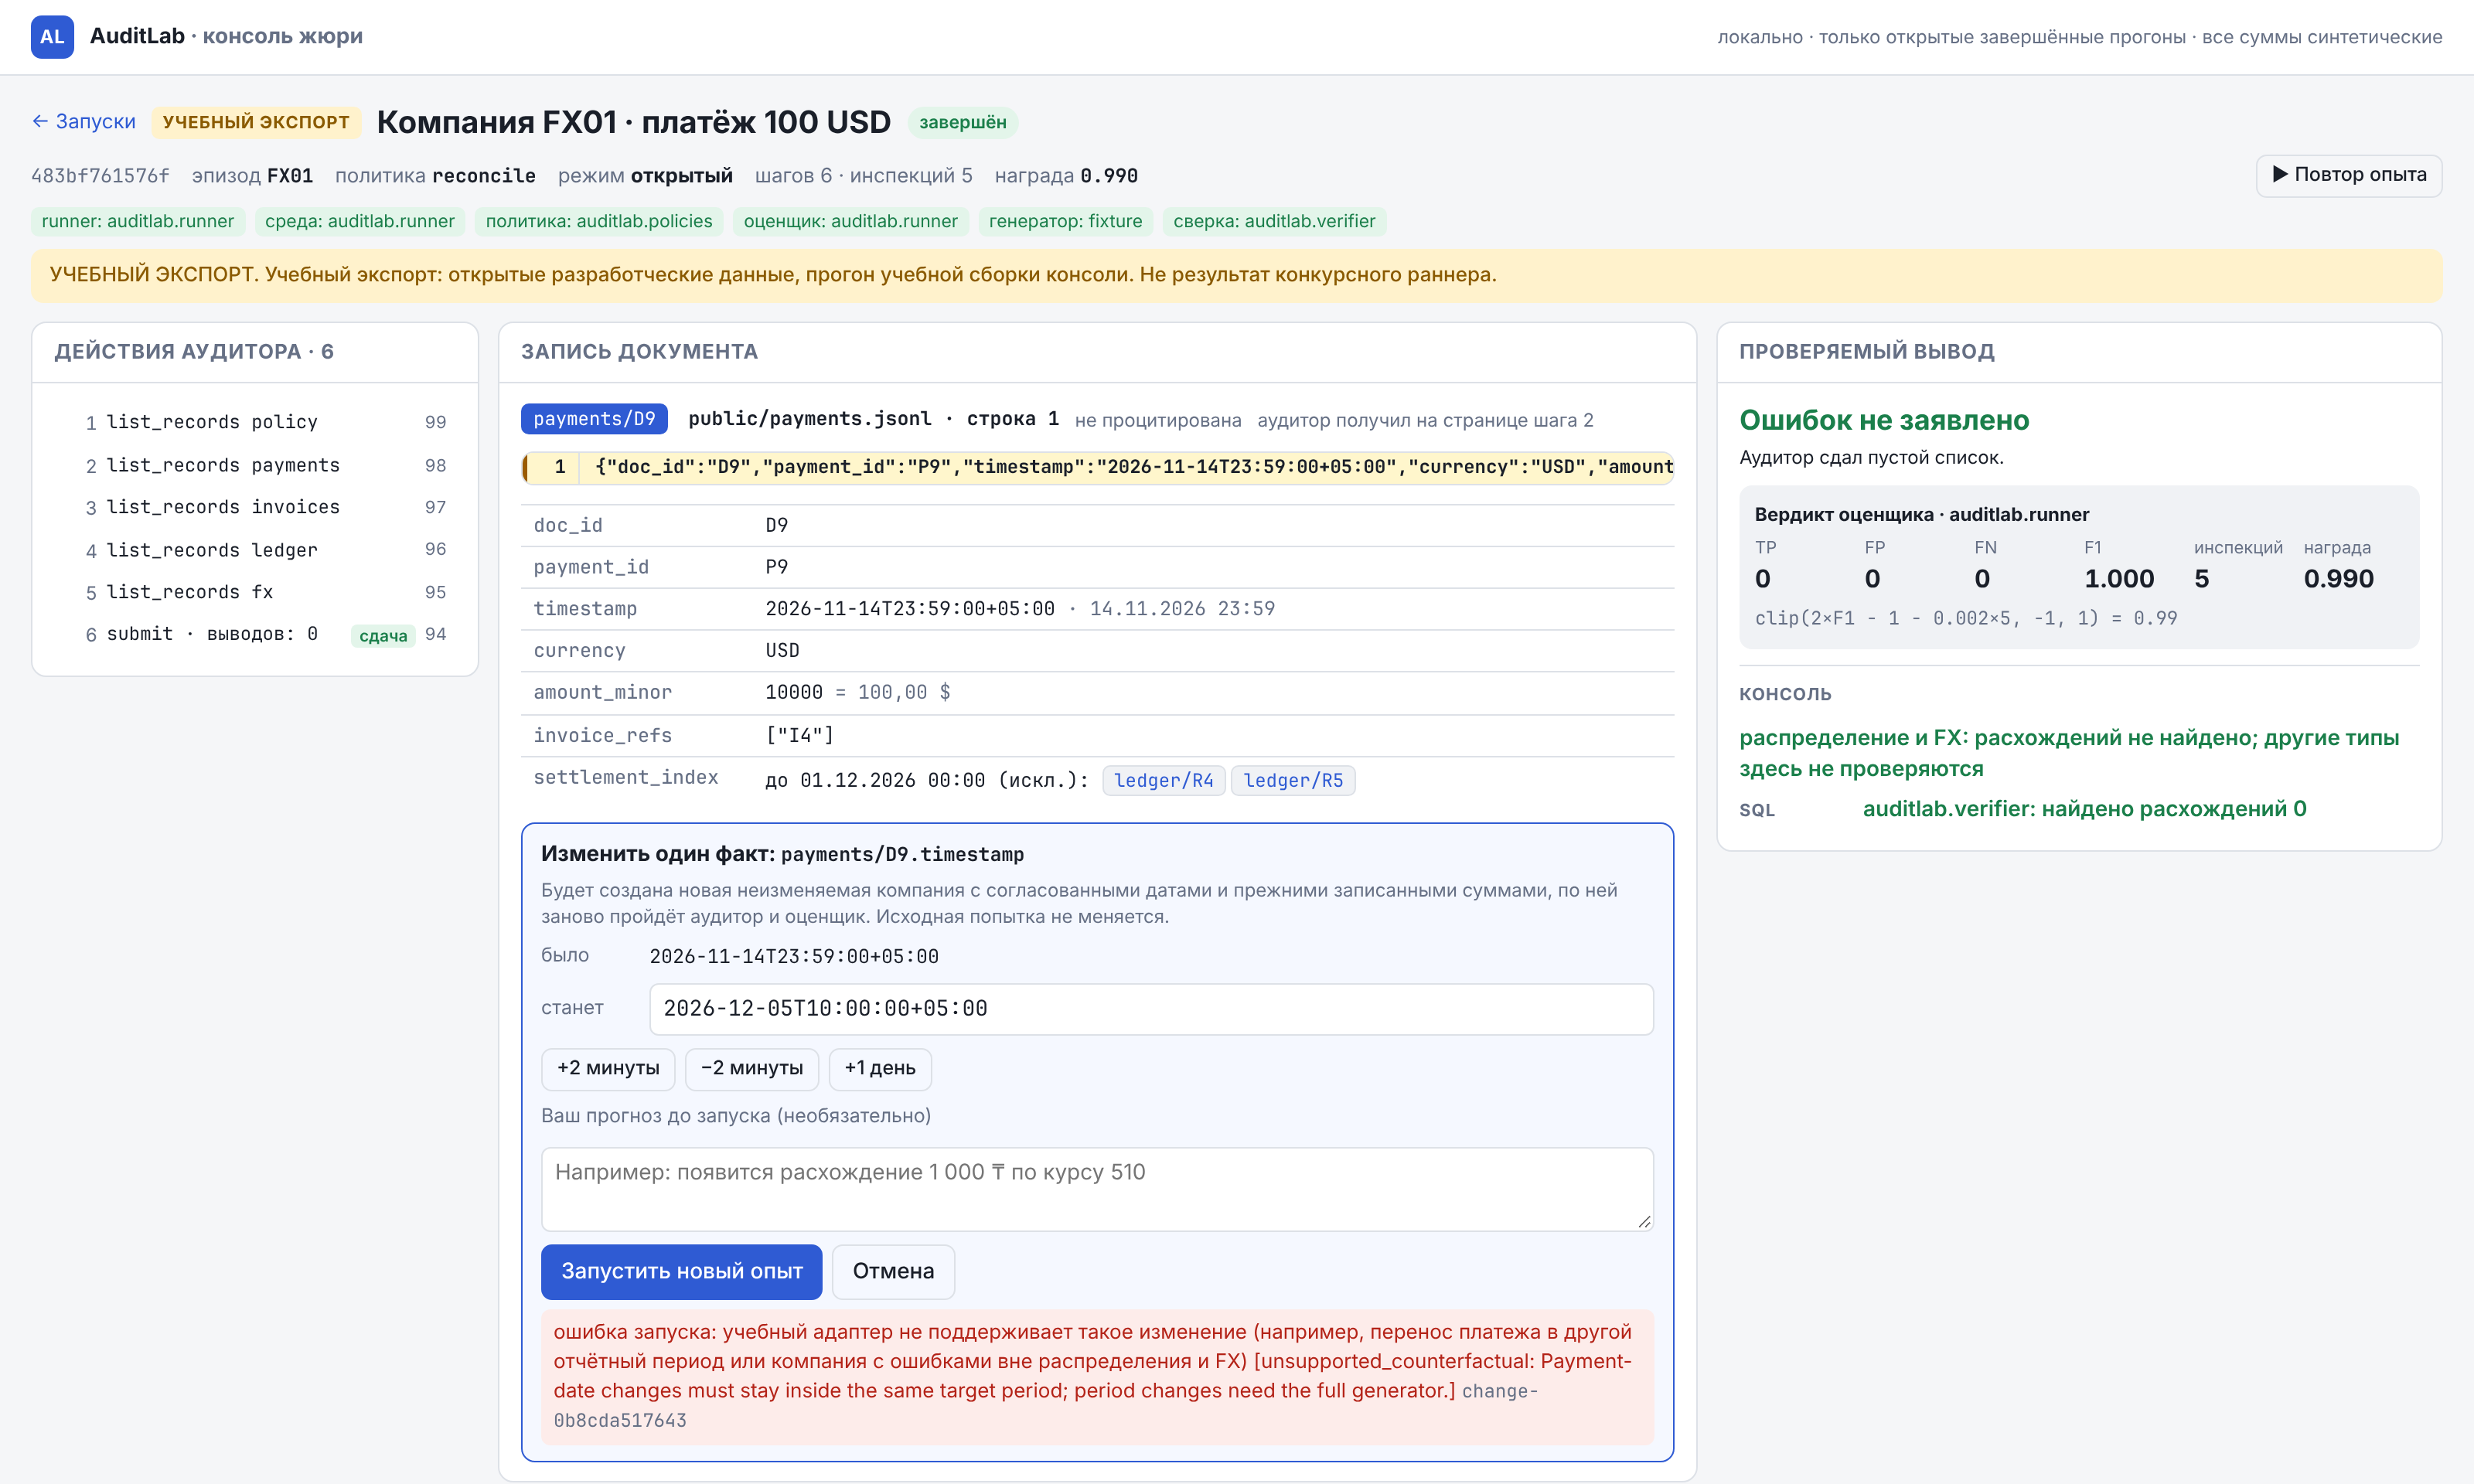 AL AuditLab · консоль жюри
локально · только открытые завершённые прогоны · все суммы синтетические
← Запуски УЧЕБНЫЙ ЭКСПОРТ Компания FX01 · платёж 100 USD завершён
483bf761576f эпизод FX01 политика reconcile режим открытый шагов 6 · инспекций 5 награда 0.990
▶ Повтор опыта
runner: auditlab.runner среда: auditlab.runner политика: auditlab.policies оценщик: auditlab.runner генератор: fixture сверка: auditlab.verifier
УЧЕБНЫЙ ЭКСПОРТ. Учебный экспорт: открытые разработческие данные, прогон учебной сборки консоли. Не результат конкурсного раннера.
ДЕЙСТВИЯ АУДИТОРА · 6
1 list_records policy 99
2 list_records payments 98
3 list_records invoices 97
4 list_records ledger 96
5 list_records fx 95
6 submit · выводов: 0 сдача 94
ЗАПИСЬ ДОКУМЕНТА
payments/D9 public/payments.jsonl · строка 1 не процитирована аудитор получил на странице шага 2
1 {"doc_id":"D9","payment_id":"P9","timestamp":"2026-11-14T23:59:00+05:00","currency":"USD","amount
doc_id D9
payment_id P9
timestamp 2026-11-14T23:59:00+05:00 · 14.11.2026 23:59
currency USD
amount_minor 10000 = 100,00 $
invoice_refs ["I4"]
settlement_index до 01.12.2026 00:00 (искл.): ledger/R4 ledger/R5
Изменить один факт: payments/D9.timestamp
Будет создана новая неизменяемая компания с согласованными датами и прежними записанными суммами, по ней
заново пройдёт аудитор и оценщик. Исходная попытка не меняется.
было 2026-11-14T23:59:00+05:00
станет 2026-12-05T10:00:00+05:00
+2 минуты −2 минуты +1 день
Ваш прогноз до запуска (необязательно)
Например: появится расхождение 1 000 ₸ по курсу 510
Запустить новый опыт Отмена
ошибка запуска: учебный адаптер не поддерживает такое изменение (например, перенос платежа в другой
отчётный период или компания с ошибками вне распределения и FX) [unsupported_counterfactual: Payment-
date changes must stay inside the same target period; period changes need the full generator.] change-
0b8cda517643
ПРОВЕРЯЕМЫЙ ВЫВОД
Ошибок не заявлено
Аудитор сдал пустой список.
Вердикт оценщика · auditlab.runner
TP FP FN F1 инспекций награда
0 0 0 1.000 5 0.990
clip(2×F1 - 1 - 0.002×5, -1, 1) = 0.99
КОНСОЛЬ
распределение и FX: расхождений не найдено; другие типы
здесь не проверяются
SQL auditlab.verifier: найдено расхождений 0